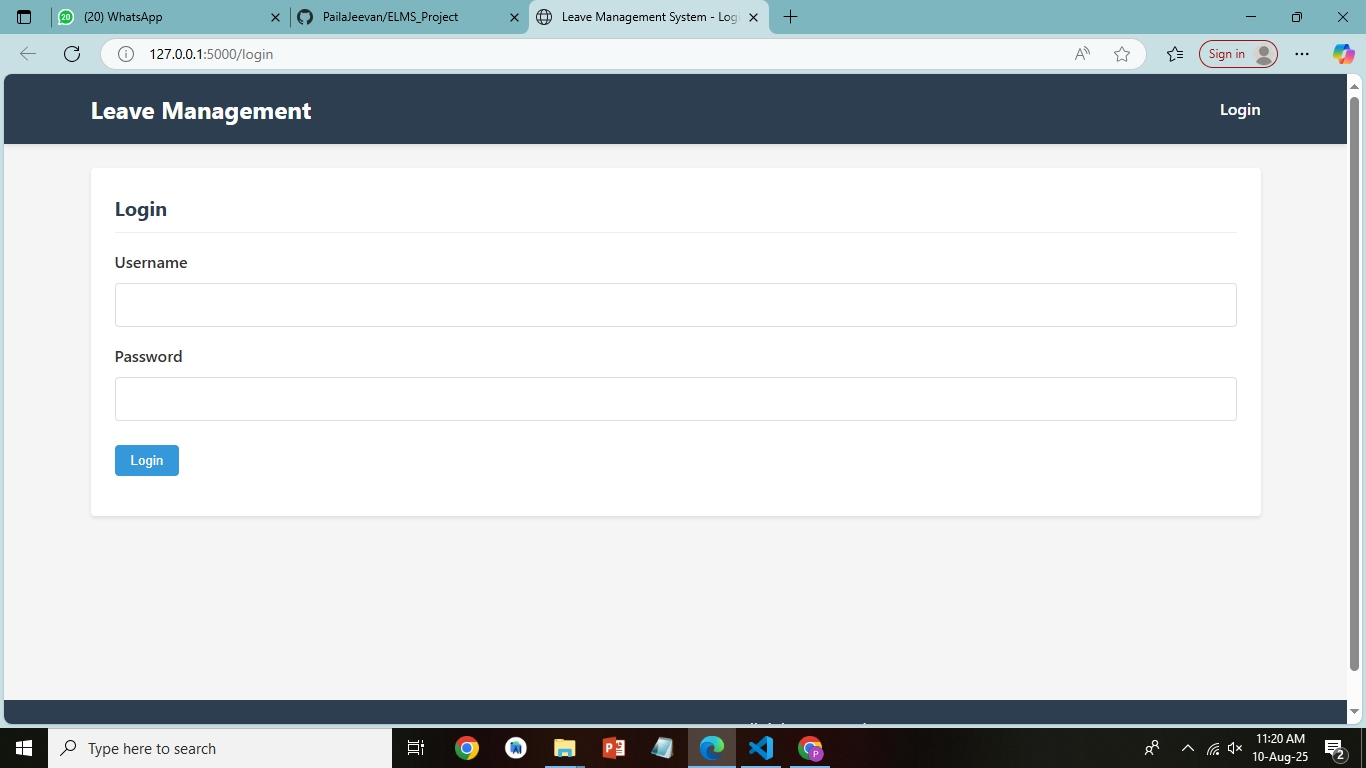 20 (20) WhatsApp
PailaJeevan/ELMS_Project
Leave Management System - Log
127.0.0.1:5000/login
Sign in
Leave Management
Login
Login
Username
Password
Login
Type here to search
P
11:20 AM
10-Aug-25
2